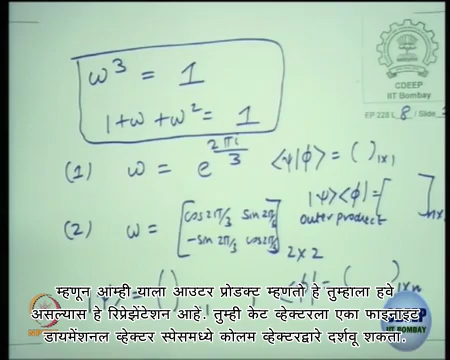 ω³ = 1
1+ω+ω² = 1
CDEEP
IIT Bombay
EP 228 L 8 / Slide
(1) ω = e^{2πi/3} ⟨ψ|ϕ⟩ = ( )₁ₓ₁
|ψ⟩⟨ϕ| = [ ]
outer product
(2) ω = [cos 2π/3 sin 2π/3
-sin 2π/3 cos 2π/3] 2×2
म्हणून आम्ही याला आउटर प्रोडक्ट म्हणतो हे तुम्हाला हवे
असल्यास हे रिप्रेझेंटेशन आहे. तुम्ही केट व्हेक्टरला एका फाइनाइट
डायमेंशनल व्हेक्टर स्पेसमध्ये कोलम व्हेक्टरद्वारे दर्शवू शकता.